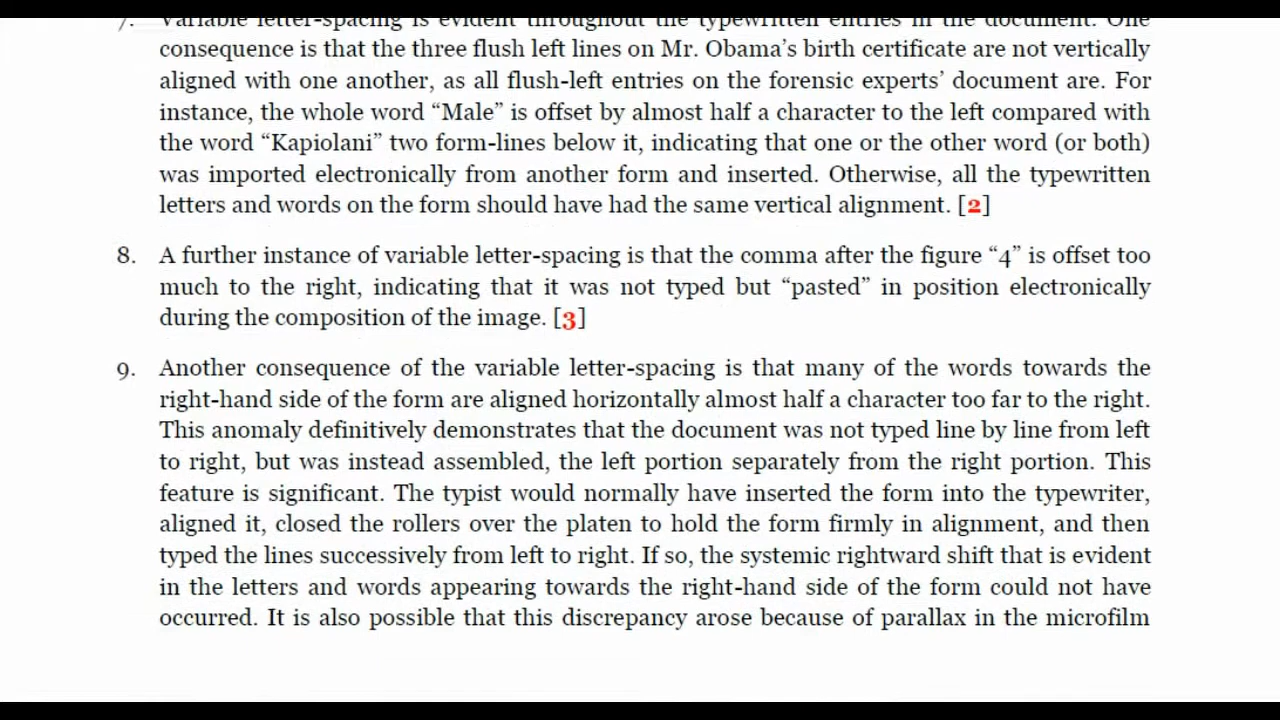 7. Variable letter-spacing is evident throughout the typewritten entries in the document. One
consequence is that the three flush left lines on Mr. Obama’s birth certificate are not vertically
aligned with one another, as all flush-left entries on the forensic experts’ document are. For
instance, the whole word “Male” is offset by almost half a character to the left compared with
the word “Kapiolani” two form-lines below it, indicating that one or the other word (or both)
was imported electronically from another form and inserted. Otherwise, all the typewritten
letters and words on the form should have had the same vertical alignment. [2]
8. A further instance of variable letter-spacing is that the comma after the figure “4” is offset too
much to the right, indicating that it was not typed but “pasted” in position electronically
during the composition of the image. [3]
9. Another consequence of the variable letter-spacing is that many of the words towards the
right-hand side of the form are aligned horizontally almost half a character too far to the right.
This anomaly definitively demonstrates that the document was not typed line by line from left
to right, but was instead assembled, the left portion separately from the right portion. This
feature is significant. The typist would normally have inserted the form into the typewriter,
aligned it, closed the rollers over the platen to hold the form firmly in alignment, and then
typed the lines successively from left to right. If so, the systemic rightward shift that is evident
in the letters and words appearing towards the right-hand side of the form could not have
occurred. It is also possible that this discrepancy arose because of parallax in the microfilm